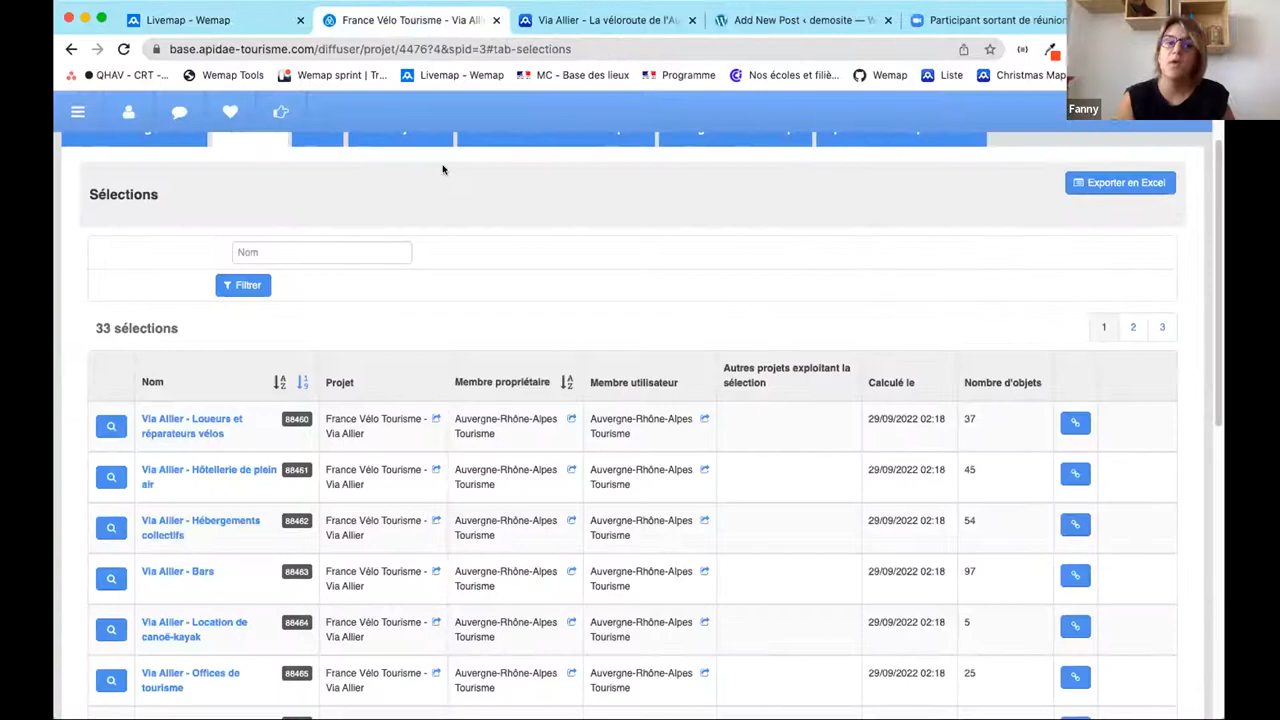 Livemap - Wemap
France Vélo Tourisme - Via Alli
Via Allier - La véloroute de l'A
Add New Post ‹ demosite — W
Participant sortant de réunion
base.apidae-tourisme.com/diffuser/projet/4476?4&spid=3#tab-selections
QHAV - CRT -...
Wemap Tools
Wemap sprint | Tr...
Livemap - Wemap
MC - Base des lieux
Programme
Nos écoles et filiè...
Wemap
Liste
Christmas Map
Fanny
Sélections
Exporter en Excel
Nom
Filtrer
33 sélections
1 2 3
Nom
Projet
Membre propriétaire
Membre utilisateur
Autres projets exploitant la
sélection
Calculé le
Nombre d'objets
Via Allier - Loueurs et 88460 France Vélo Tourisme - Auvergne-Rhône-Alpes Auvergne-Rhône-Alpes 29/09/2022 02:18 37
réparateurs vélos Via Allier Tourisme Tourisme
Via Allier - Hôtellerie de plein 88461 France Vélo Tourisme - Auvergne-Rhône-Alpes Auvergne-Rhône-Alpes 29/09/2022 02:18 45
air Via Allier Tourisme Tourisme
Via Allier - Hébergements 88462 France Vélo Tourisme - Auvergne-Rhône-Alpes Auvergne-Rhône-Alpes 29/09/2022 02:18 54
collectifs Via Allier Tourisme Tourisme
Via Allier - Bars 88463 France Vélo Tourisme - Auvergne-Rhône-Alpes Auvergne-Rhône-Alpes 29/09/2022 02:18 97
Via Allier Tourisme Tourisme
Via Allier - Location de 88464 France Vélo Tourisme - Auvergne-Rhône-Alpes Auvergne-Rhône-Alpes 29/09/2022 02:18 5
canoë-kayak Via Allier Tourisme Tourisme
Via Allier - Offices de 88465 France Vélo Tourisme - Auvergne-Rhône-Alpes Auvergne-Rhône-Alpes 29/09/2022 02:18 25
tourisme Via Allier Tourisme Tourisme